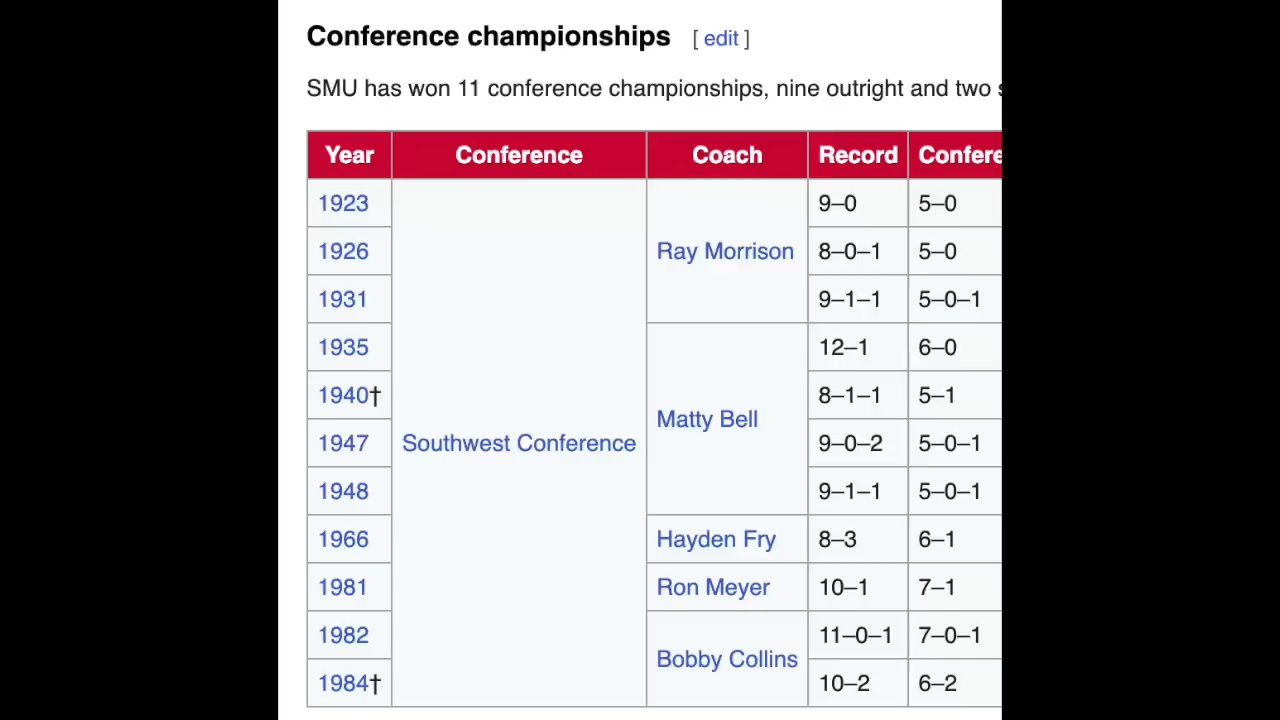 Conference championships [ edit ]
SMU has won 11 conference championships, nine outright and two
Year Conference Coach Record Confere
1923 9–0 5–0
1926 Ray Morrison 8–0–1 5–0
1931 9–1–1 5–0–1
1935 12–1 6–0
1940† 8–1–1 5–1
Matty Bell
1947 Southwest Conference 9–0–2 5–0–1
1948 9–1–1 5–0–1
1966 Hayden Fry 8–3 6–1
1981 Ron Meyer 10–1 7–1
1982 11–0–1 7–0–1
Bobby Collins
1984† 10–2 6–2